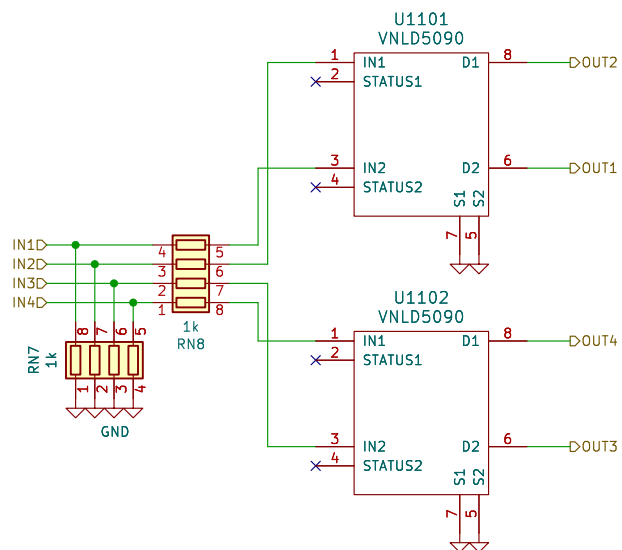 U1101
VNLD5090
1 IN1 D1 8 OUT2
2 STATUS1
3 IN2 D2 6 OUT1
4 STATUS2
S1 S2
7 5
IN1 4 5
IN2 3 6
IN3 2 7
IN4 1 8
1k
RN8
8 7 6 5
RN7
1k
1 2 3 4
GND
U1102
VNLD5090
1 IN1 D1 8 OUT4
2 STATUS1
3 IN2 D2 6 OUT3
4 STATUS2
S1 S2
7 5